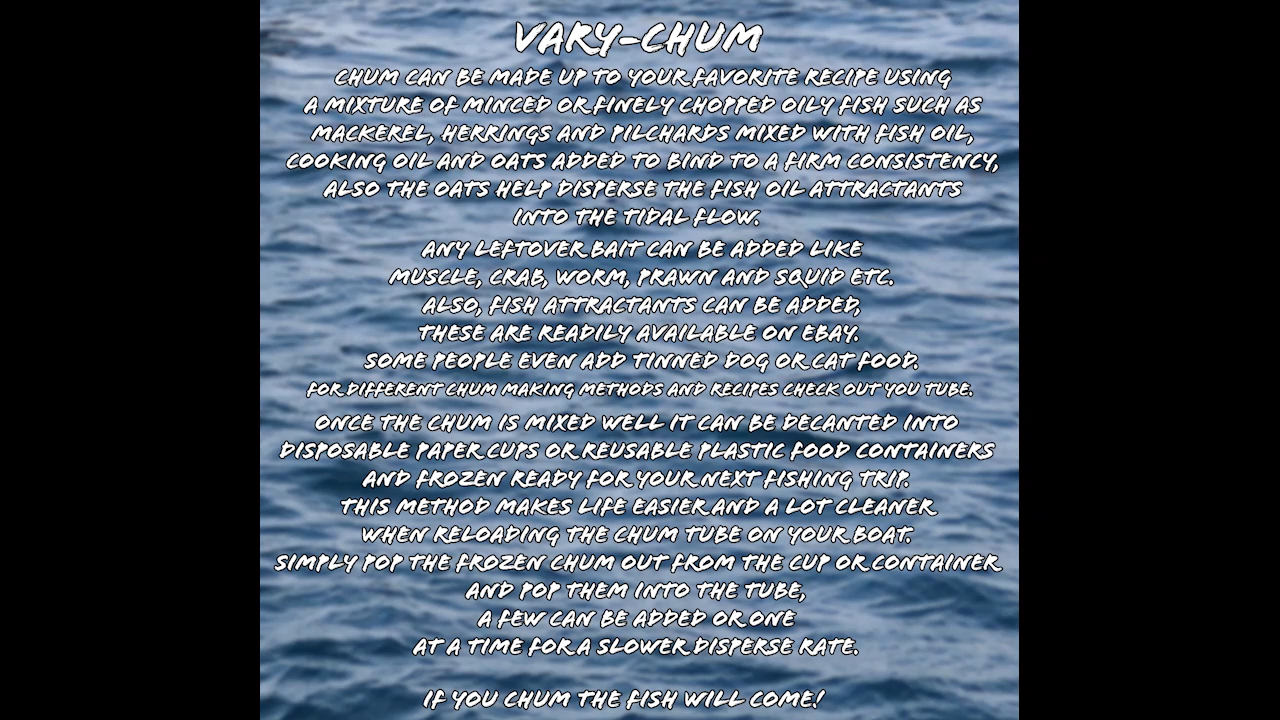 VARY-CHUM
CHUM CAN BE MADE UP TO YOUR FAVORITE RECIPE USING
A MIXTURE OF MINCED OR FINELY CHOPPED OILY FISH SUCH AS
MACKEREL, HERRINGS AND PILCHARDS MIXED WITH FISH OIL,
COOKING OIL AND OATS ADDED TO BIND TO A FIRM CONSISTENCY,
ALSO THE OATS HELP DISPERSE THE FISH OIL ATTRACTANTS
INTO THE TIDAL FLOW.
ANY LEFTOVER BAIT CAN BE ADDED LIKE
MUSCLE, CRAB, WORM, PRAWN AND SQUID ETC.
ALSO, FISH ATTRACTANTS CAN BE ADDED,
THESE ARE READILY AVAILABLE ON EBAY.
SOME PEOPLE EVEN ADD TINNED DOG OR CAT FOOD.
FOR DIFFERENT CHUM MAKING METHODS AND RECIPES CHECK OUT YOU TUBE.
ONCE THE CHUM IS MIXED WELL IT CAN BE DECANTED INTO
DISPOSABLE PAPER CUPS OR REUSABLE PLASTIC FOOD CONTAINERS
AND FROZEN READY FOR YOUR NEXT FISHING TRIP.
THIS METHOD MAKES LIFE EASIER AND A LOT CLEANER
WHEN RELOADING THE CHUM TUBE ON YOUR BOAT.
SIMPLY POP THE FROZEN CHUM OUT FROM THE CUP OR CONTAINER
AND POP THEM INTO THE TUBE,
A FEW CAN BE ADDED OR ONE
AT A TIME FOR A SLOWER DISPERSE RATE.
IF YOU CHUM THE FISH WILL COME!